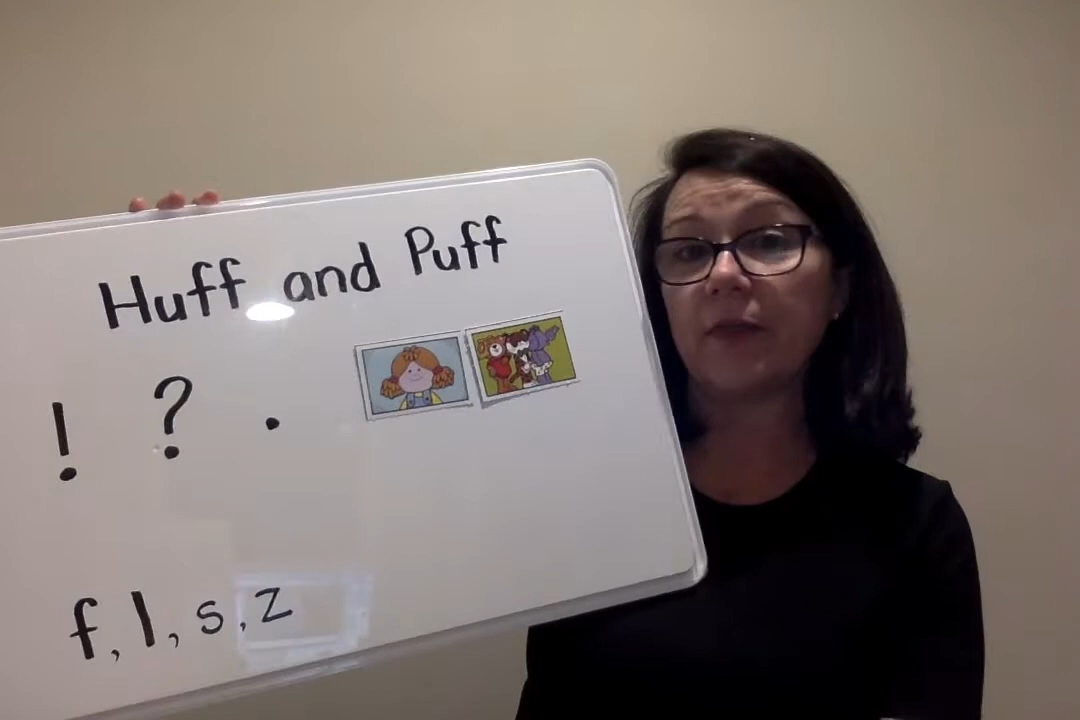 Huff and Puff
! ? .
f, l, s, z